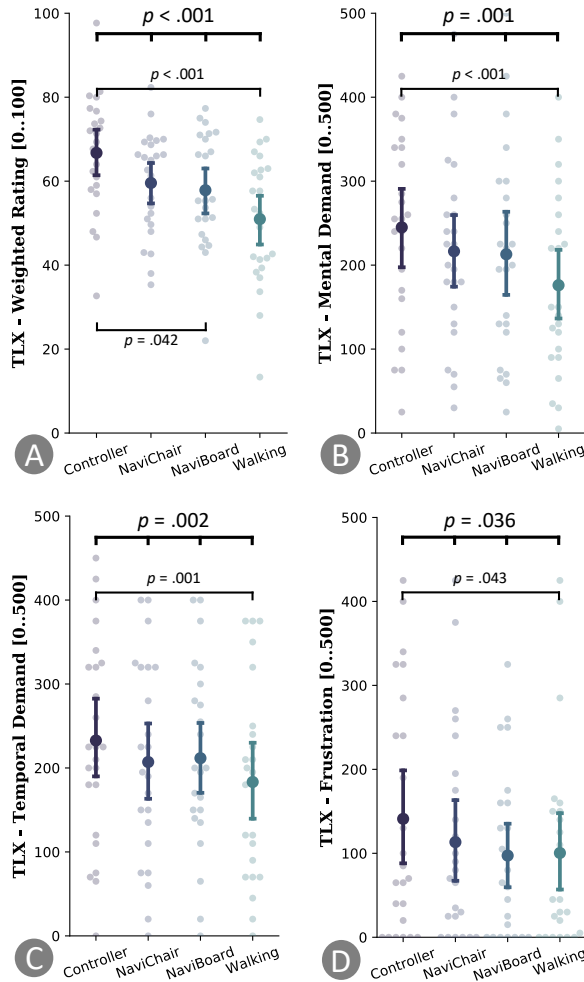 TLX - Weighted Rating [0..100]
100
80
60
40
20
0
p < .001
p < .001
p = .042
A
Controller
NaviChair
NaviBoard
Walking
TLX - Mental Demand [0..500]
500
400
300
200
100
0
p = .001
p < .001
B
Controller
NaviChair
NaviBoard
Walking
TLX - Temporal Demand [0..500]
500
400
300
200
100
0
p = .002
p = .001
C
Controller
NaviChair
NaviBoard
Walking
TLX - Frustration [0..500]
500
400
300
200
100
0
p = .036
p = .043
D
Controller
NaviChair
NaviBoard
Walking